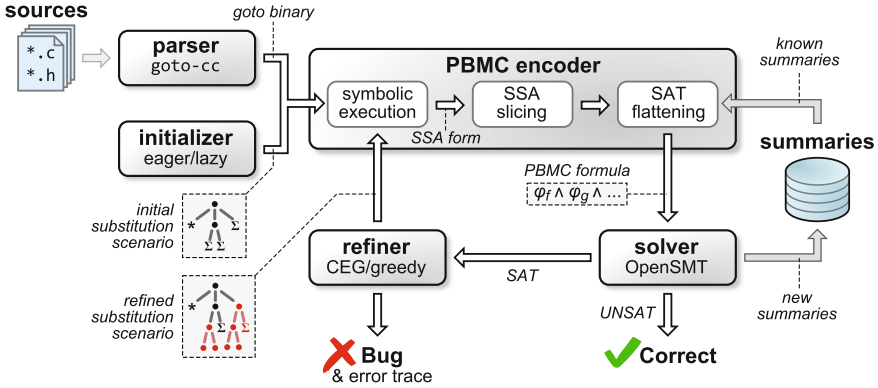 sources
*.c
*.h
parser
goto-cc
goto binary
initializer
eager/lazy
PBMC encoder
symbolic
execution
SSA form
SSA
slicing
SAT
flattening
known
summaries
summaries
initial
substitution
scenario
*
Σ
Σ Σ
PBMC formula
φf ∧ φg ∧ ...
refiner
CEG/greedy
SAT
solver
OpenSMT
new
summaries
refined
substitution
scenario
*
Σ
Σ
UNSAT
Bug
& error trace
Correct